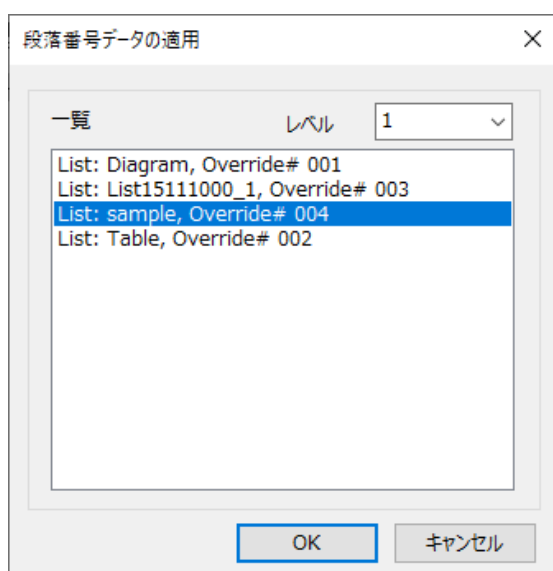 段落番号データの適用
一覧 レベル 1
List: Diagram, Override# 001
List: List15111000_1, Override# 003
List: sample, Override# 004
List: Table, Override# 002
OK キャンセル